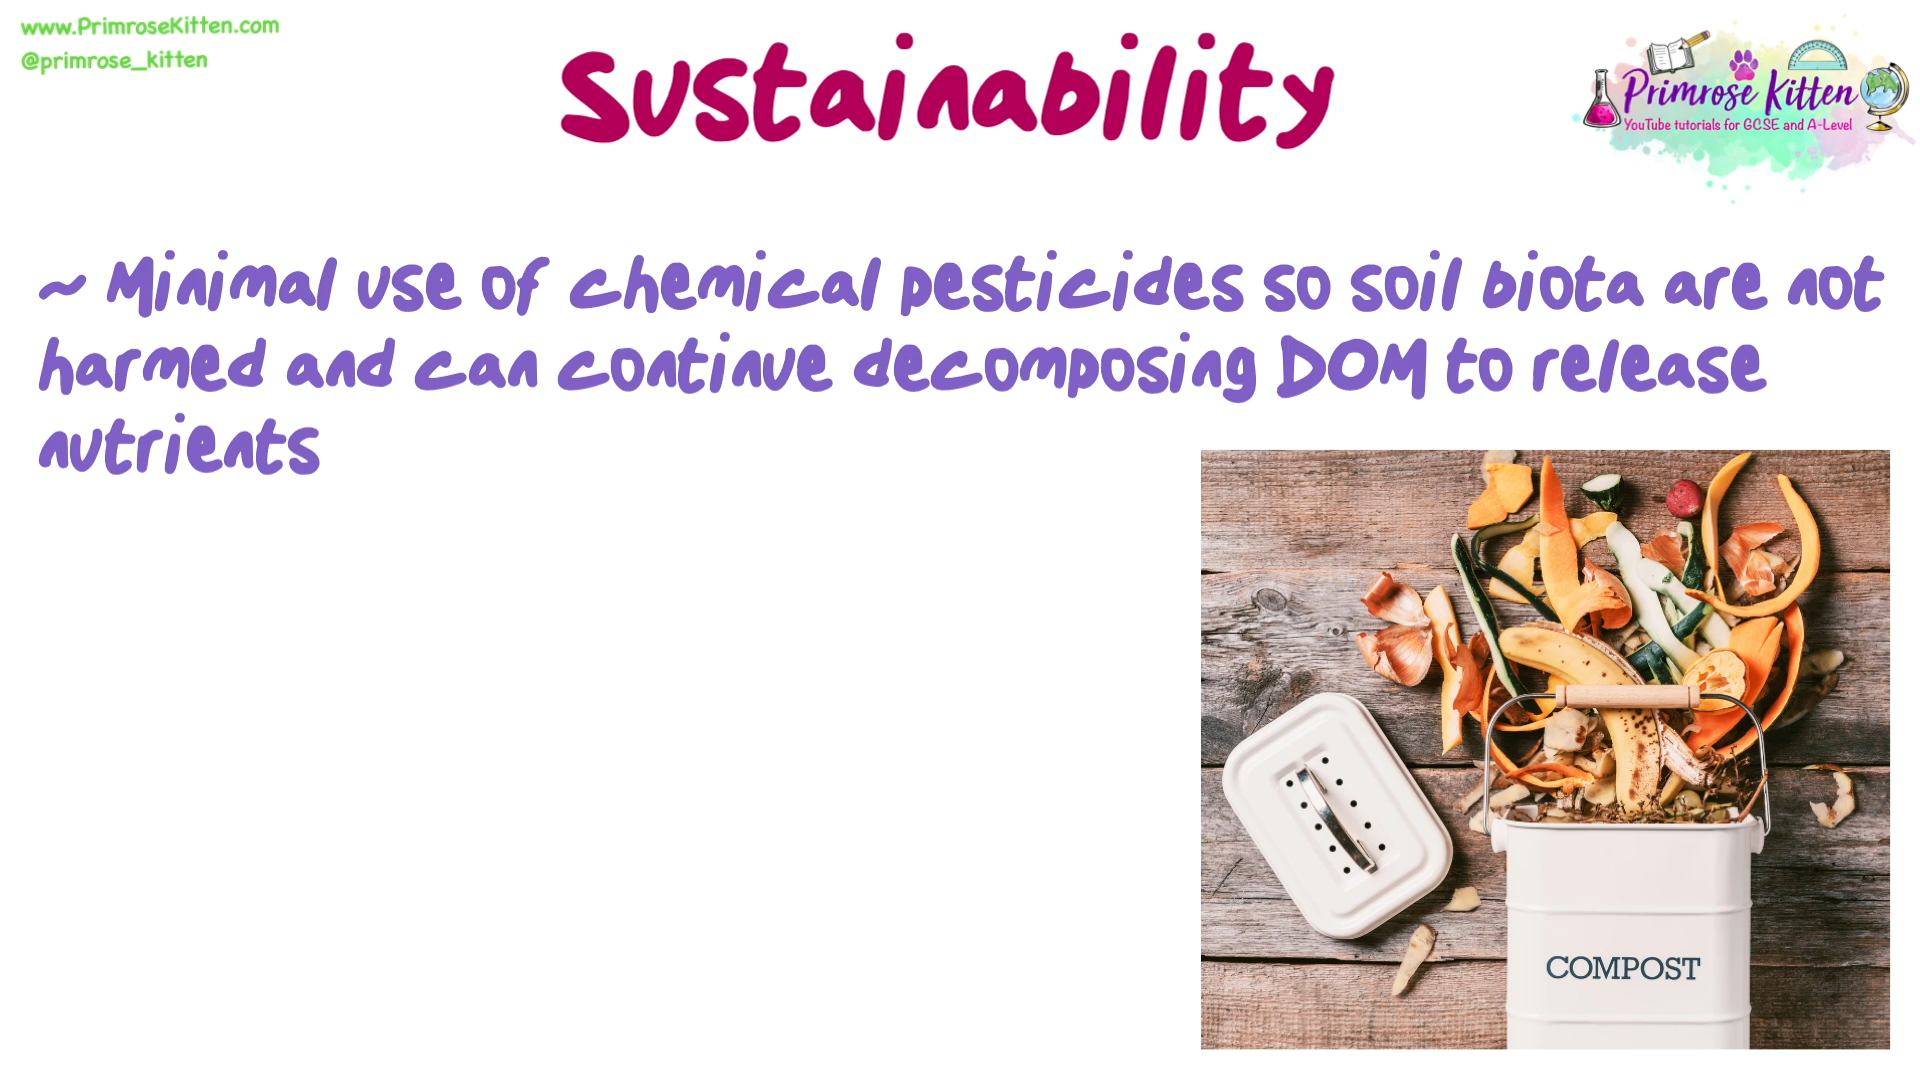 www.PrimroseKitten.com
@primrose_kitten
Sustainability
Primrose Kitten
YouTube tutorials for GCSE and A-Level
~ Minimal use of chemical pesticides so soil biota are not
harmed and can continue decomposing DOM to release
nutrients
COMPOST